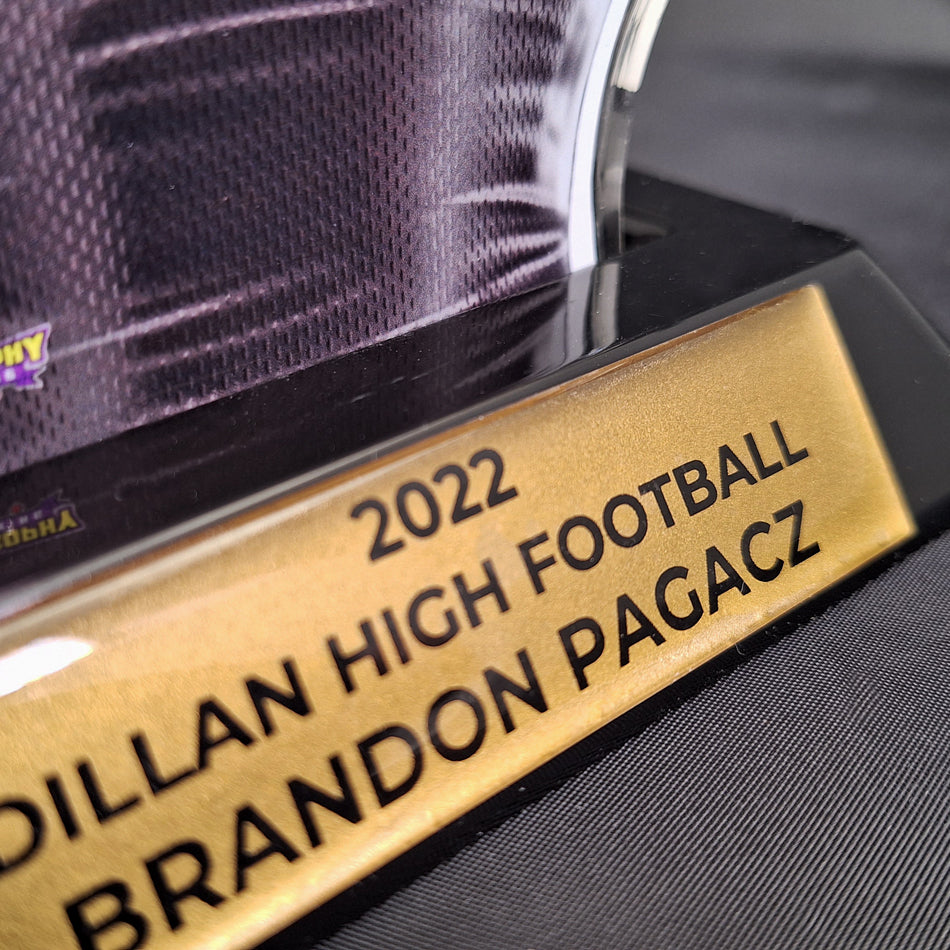 2022
DILLAN HIGH FOOTBALL
BRANDON PAGACZ